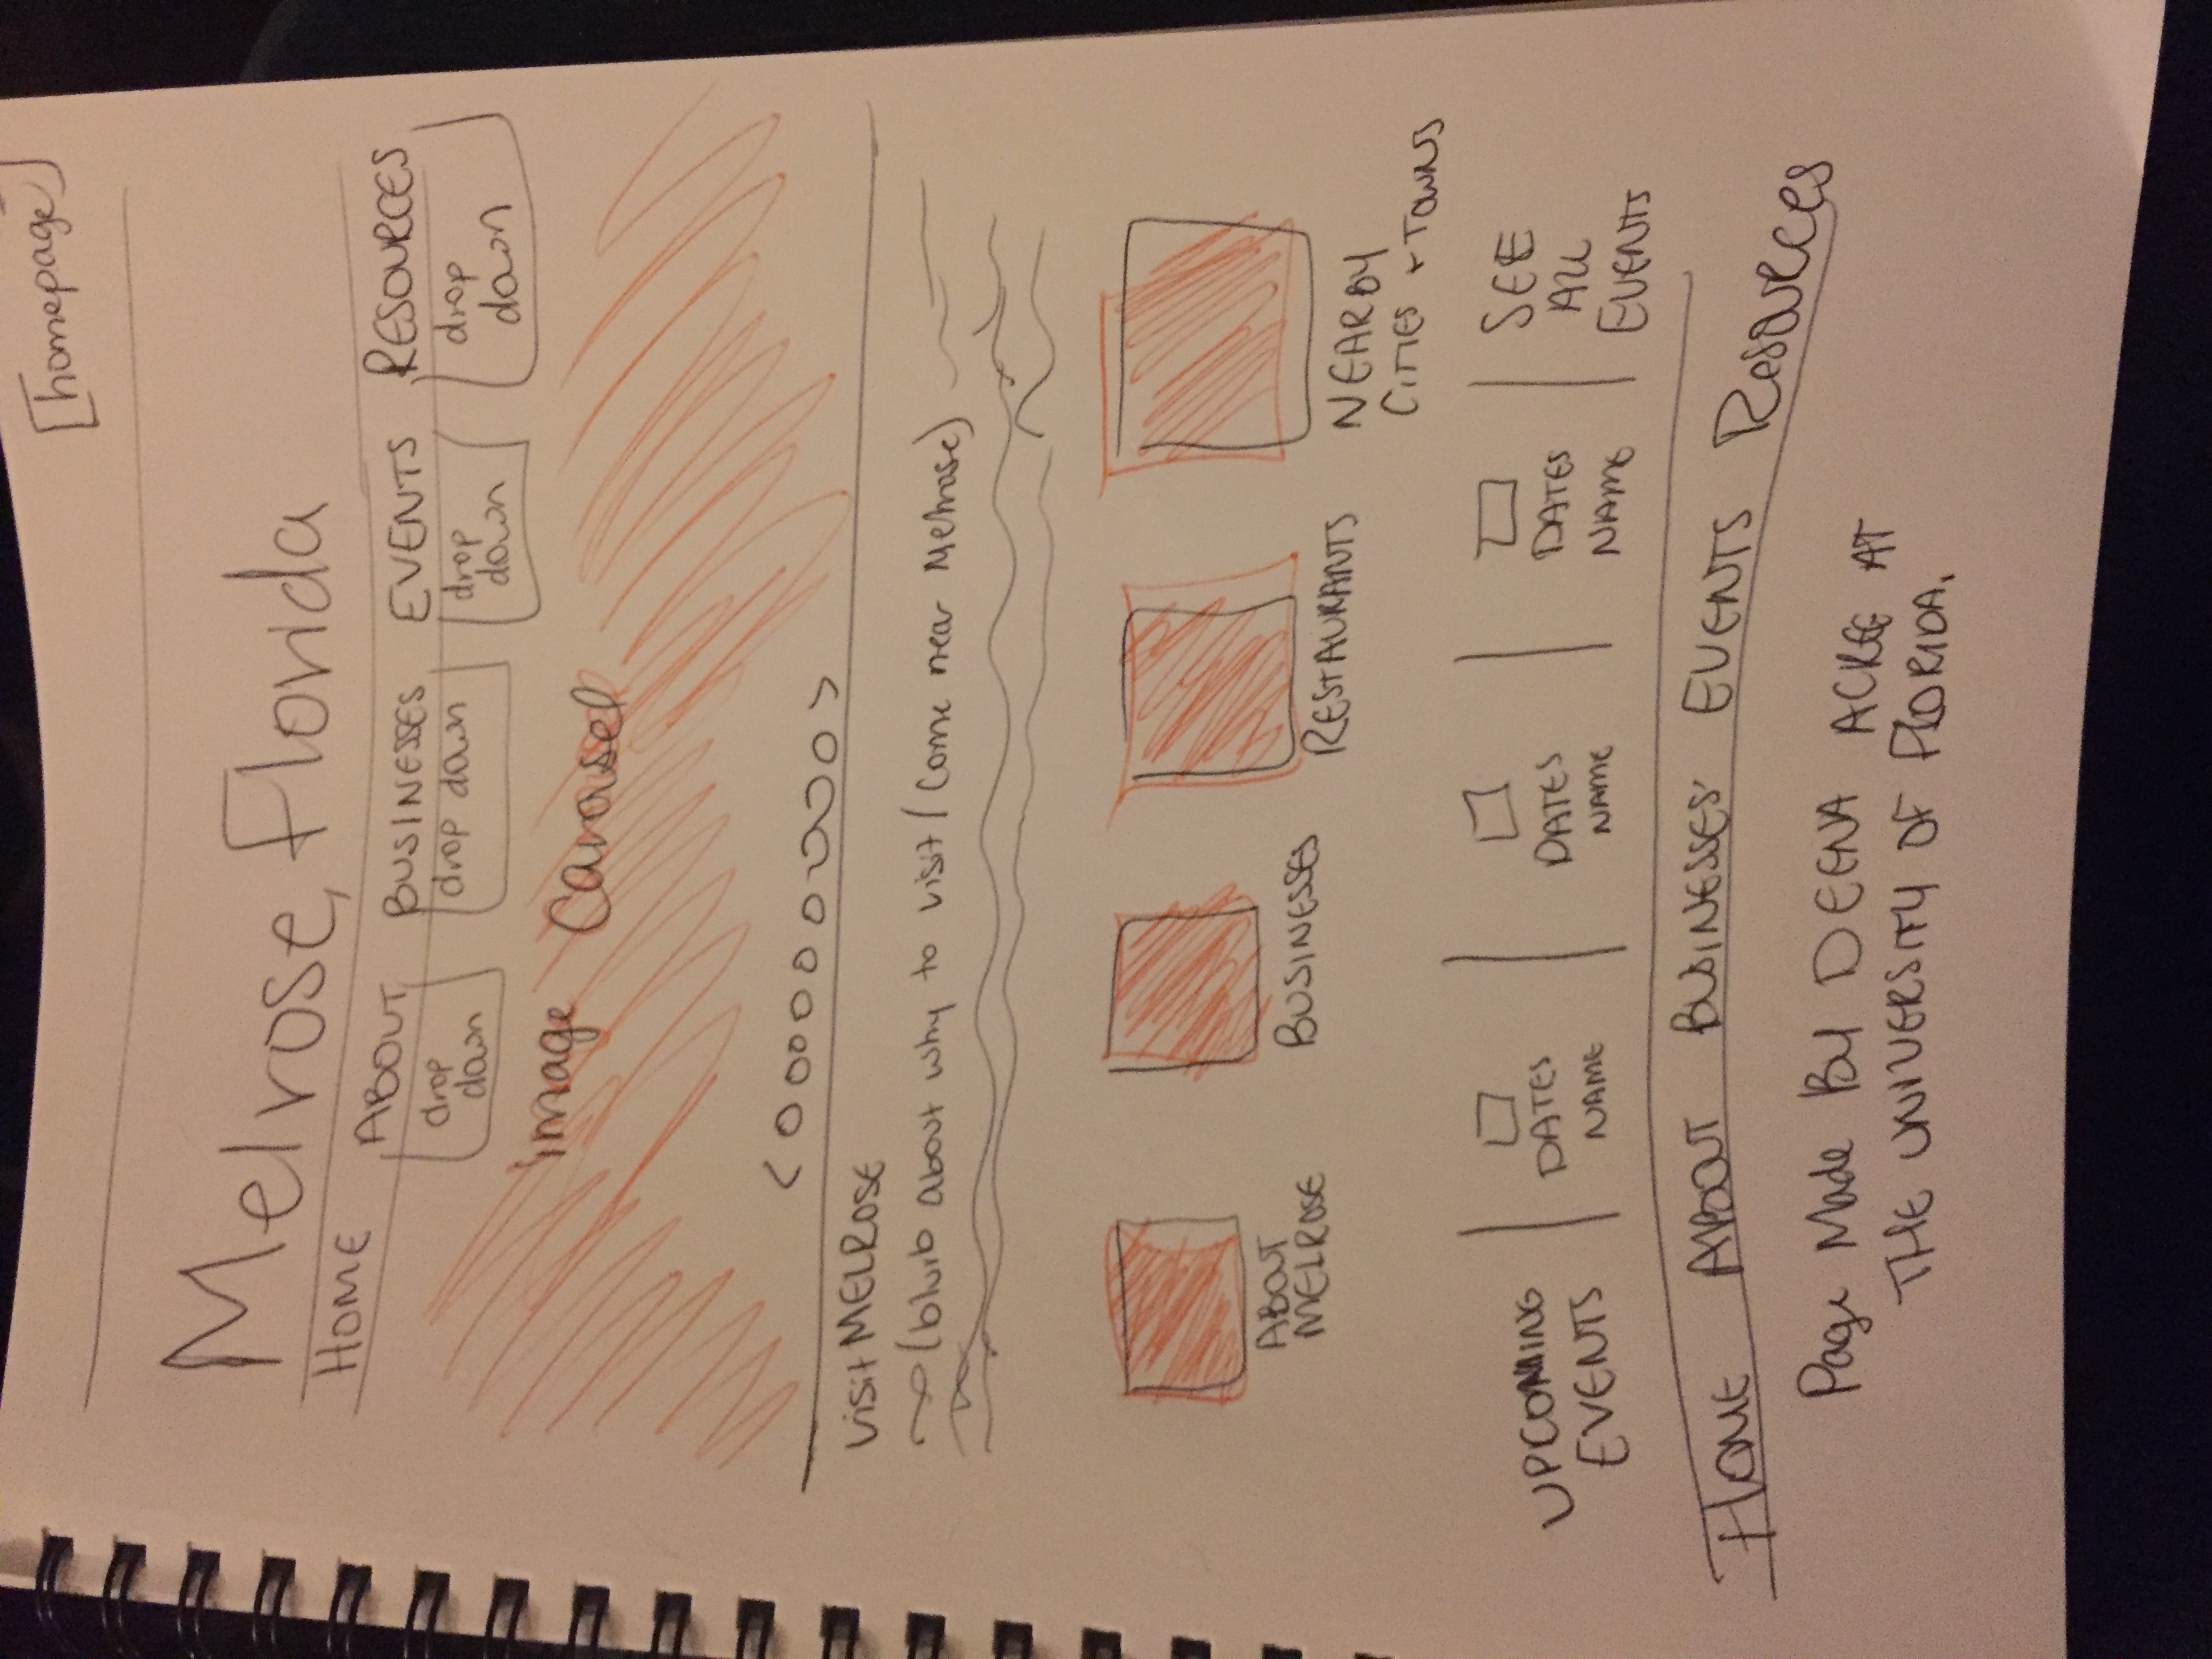 [homepage]
Melrose, Florida
HOME ABOUT BUSINESSES EVENTS RESOURCES
drop down drop down drop down drop down
image Carasel
< 0000000000 >
Visit MELROSE
(blurb about why to visit / come near Melrose)
ABOUT MELROSE BUSINESSES RESTAURANTS NEARBY CITIES + TOWNS
UPCOMING EVENTS DATES NAME DATES NAME DATES NAME SEE ALL EVENTS
HOME ABOUT BUSINESSES EVENTS Resources
Page Made By DEENA ACREE AT
THE UNIVERSITY OF FLORIDA.